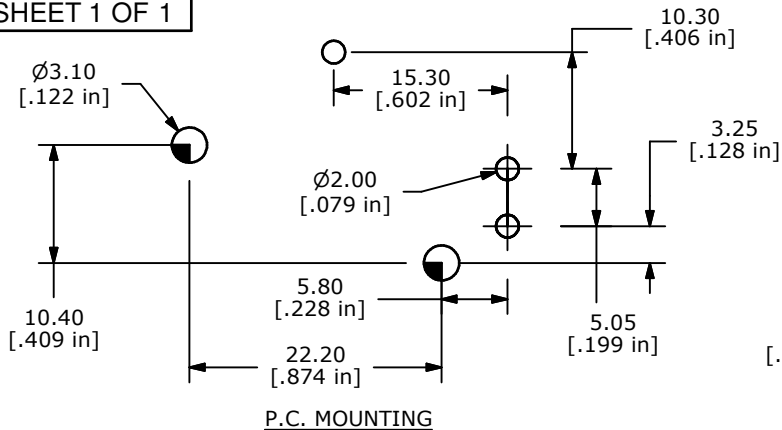 SHEET 1 OF 1
10.30
[.406 in]
Ø3.10
[.122 in]
15.30
[.602 in]
3.25
[.128 in]
Ø2.00
[.079 in]
5.80
[.228 in]
10.40
[.409 in]
5.05
[.199 in]
22.20
[.874 in]
[.
P.C. MOUNTING